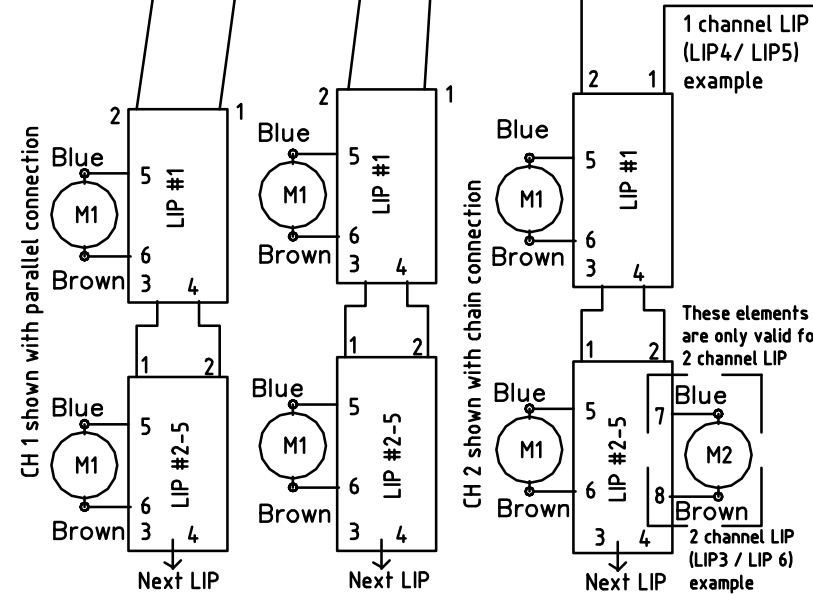 1 channel LIP
(LIP4/ LIP5)
example
CH 1 shown with parallel connection
2
1
Blue
5
M1
LIP #1
6
Brown
3
4
1
2
Blue
5
M1
LIP #2-5
6
Brown
3
4
Next LIP
2
1
Blue
5
M1
LIP #1
6
Brown
3
4
1
2
Blue
5
M1
LIP #2-5
6
Brown
3
4
Next LIP
CH 2 shown with chain connection
2
1
Blue
5
M1
LIP #1
6
Brown
3
4
These elements
are only valid fo
2 channel LIP
1
2
Blue
5
M1
LIP #2-5
6
Brown
7
Blue
M2
8
Brown
3
4
Next LIP
2 channel LIP
(LIP3 / LIP 6)
example